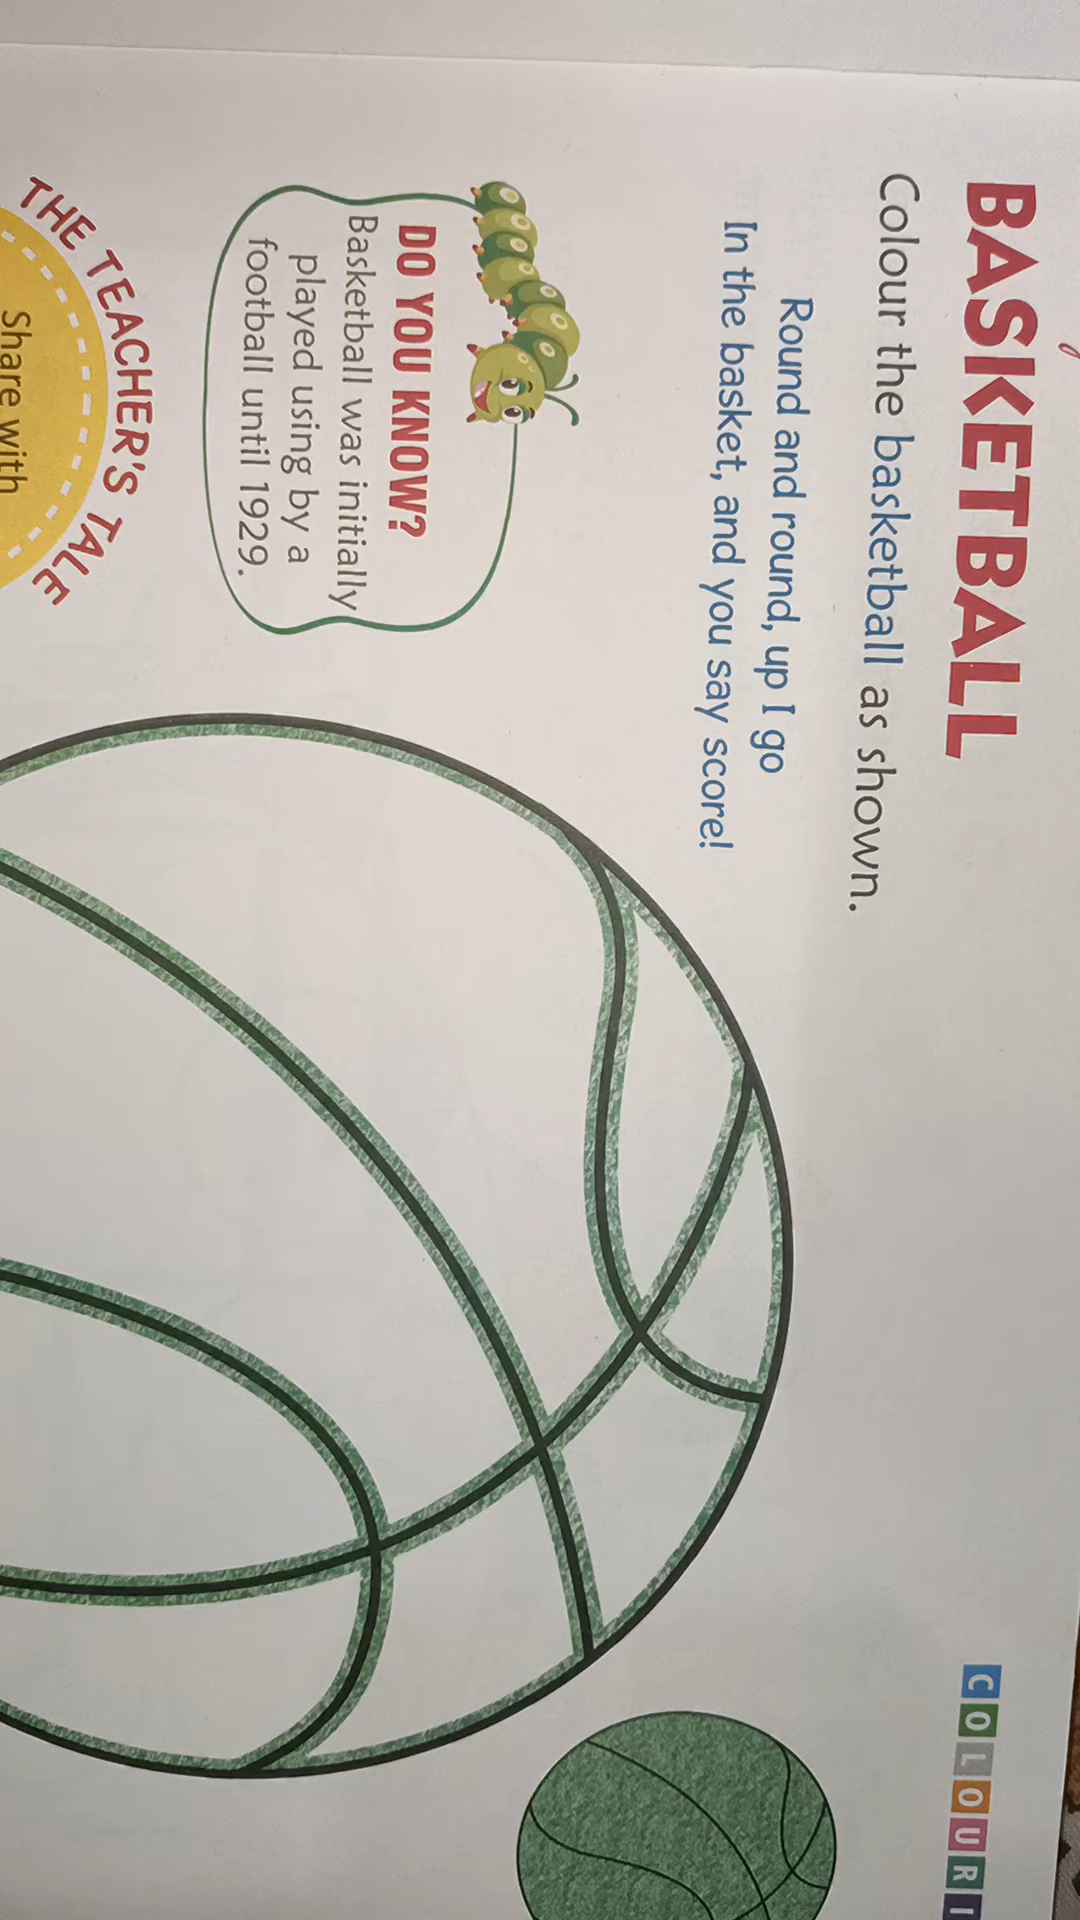 BASKETBALL
Colour the basketball as shown.
Round and round, up I go
In the basket, and you say score!
DO YOU KNOW?
Basketball was initially
played using by a
football until 1929.
THE TEACHER'S TALE
Share with
COLOURI